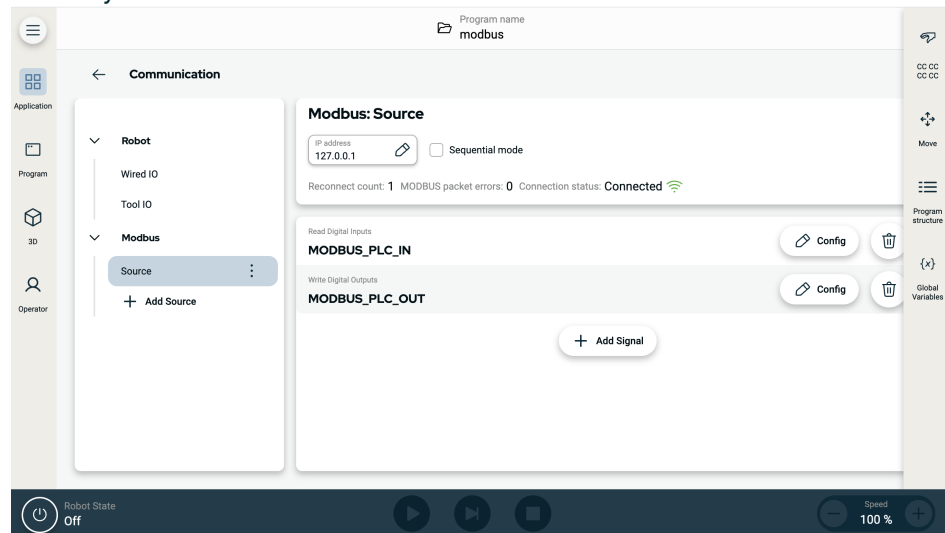 Program name
modbus
Communication
Application
Program
3D
Operator
Robot
Wired IO
Tool IO
Modbus
Source
Add Source
Modbus: Source
IP address
127.0.0.1
Sequential mode
Reconnect count: 1 MODBUS packet errors: 0 Connection status: Connected
Read Digital Inputs
MODBUS_PLC_IN
Config
Write Digital Outputs
MODBUS_PLC_OUT
Config
Add Signal
CC CC
CC CC
Move
Program
structure
{x}
Global
Variables
Robot State
Off
Speed
100 %